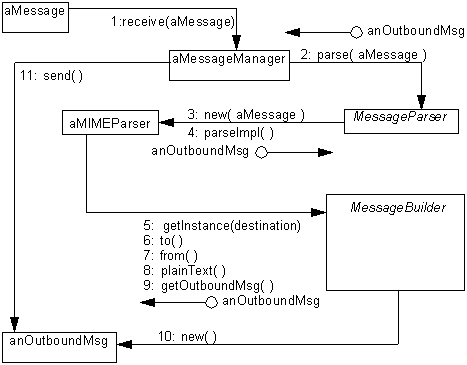 aMessage
1:receive(aMessage)
anOutboundMsg
aMessageManager
2: parse( aMessage )
11: send( )
aMIMEParser
3: new( aMessage )
MessageParser
4: parseImpl( )
anOutboundMsg
MessageBuilder
5: getInstance(destination)
6: to( )
7: from( )
8: plainText( )
9: getOutboundMsg( )
anOutboundMsg
10: new( )
anOutboundMsg